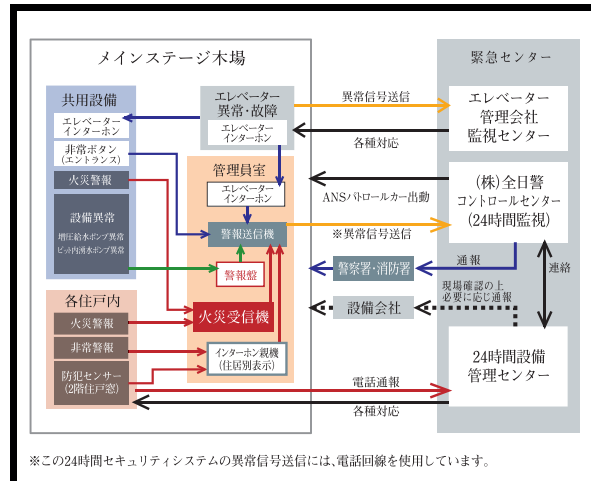 メインステージ木場
緊急センター
共用設備
エレベーター
インターホン
非常ボタン
(エントランス)
火災警報
設備異常
増圧給水ポンプ異常
ピット内湧水ポンプ異常
エレベーター
異常・故障
エレベーター
インターホン
管理員室
エレベーター
インターホン
警報送信機
警報盤
火災受信機
インターホン親機
(住居別表示)
各住戸内
火災警報
非常警報
防犯センサー
(2階住戸窓)
異常信号送信
各種対応
ANSパトロールカー出動
※異常信号送信
警察署・消防署
通報
設備会社
現場確認の上
必要に応じ通報
連絡
電話通報
各種対応
エレベーター
管理会社
監視センター
(株)全日警
コントロールセンター
(24時間監視)
24時間設備
管理センター
※この24時間セキュリティシステムの異常信号送信には、電話回線を使用しています。